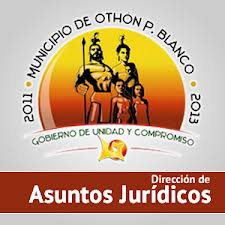 2011 • MUNICIPIO DE OTHON P. BLANCO • 2013
GOBIERNO DE UNIDAD Y COMPROMISO
Dirección de
Asuntos Jurídicos